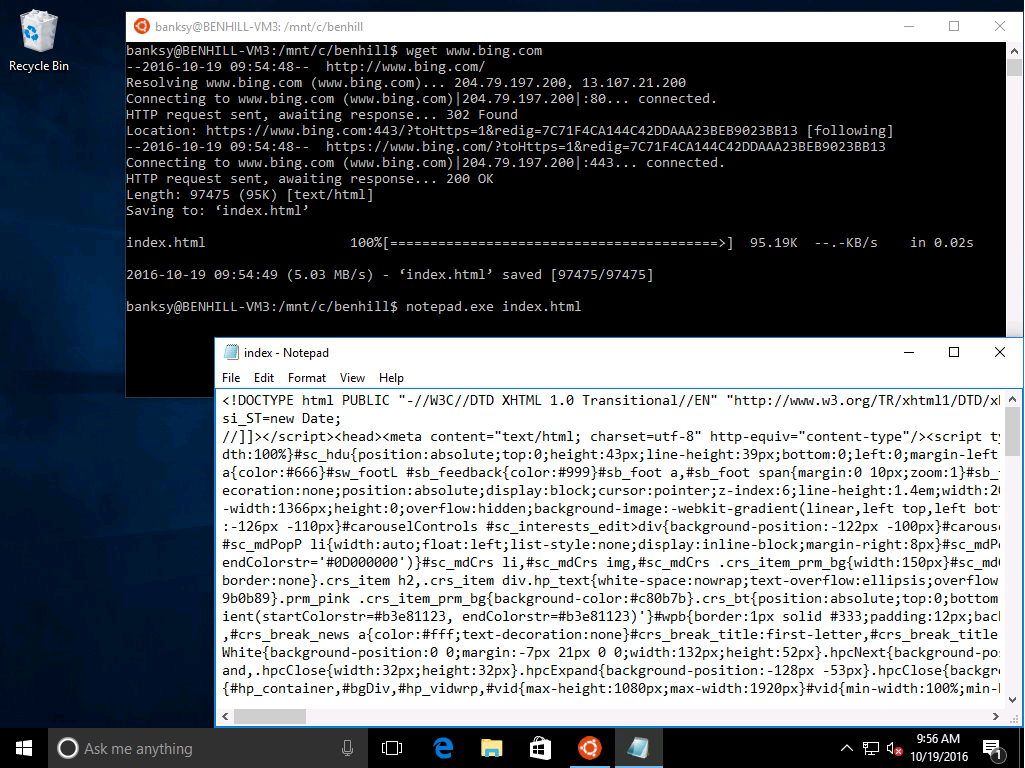 Recycle Bin
banksy@BENHILL-VM3: /mnt/c/benhill
banksy@BENHILL-VM3:/mnt/c/benhill$ wget www.bing.com
--2016-10-19 09:54:48--  http://www.bing.com/
Resolving www.bing.com (www.bing.com)... 204.79.197.200, 13.107.21.200
Connecting to www.bing.com (www.bing.com)|204.79.197.200|:80... connected.
HTTP request sent, awaiting response... 302 Found
Location: https://www.bing.com:443/?toHttps=1&redig=7C71F4CA144C42DDAAA23BEB9023BB13 [following]
--2016-10-19 09:54:48--  https://www.bing.com/?toHttps=1&redig=7C71F4CA144C42DDAAA23BEB9023BB13
Connecting to www.bing.com (www.bing.com)|204.79.197.200|:443... connected.
HTTP request sent, awaiting response... 200 OK
Length: 97475 (95K) [text/html]
Saving to: ‘index.html’
index.html 100%[=========================================>] 95.19K --.-KB/s in 0.02s
2016-10-19 09:54:49 (5.03 MB/s) - ‘index.html’ saved [97475/97475]
banksy@BENHILL-VM3:/mnt/c/benhill$ notepad.exe index.html
index - Notepad
File Edit Format View Help
<!DOCTYPE html PUBLIC "-//W3C//DTD XHTML 1.0 Transitional//EN" "http://www.w3.org/TR/xhtml1/DTD/xh
si_ST=new Date;
//]]></script><head><meta content="text/html; charset=utf-8" http-equiv="content-type"/><script ty
dth:100%}#sc_hdu{position:absolute;top:0;height:43px;line-height:39px;bottom:0;left:0;margin-left
a{color:#666}#sw_footL #sb_feedback{color:#999}#sb_foot a,#sb_foot span{margin:0 10px;zoom:1}#sb_
ecoration:none;position:absolute;display:block;cursor:pointer;z-index:6;line-height:1.4em;width:20
-width:1366px;height:0;overflow:hidden;background-image:-webkit-gradient(linear,left top,left bot
:-126px -110px}#carouselControls #sc_interests_edit>div{background-position:-122px -100px}#carous
#sc_mdPopP li{width:auto;float:left;list-style:none;display:inline-block;margin-right:8px}#sc_mdP
endColorstr='#0D000000')}#sc_mdCrs li,#sc_mdCrs img,#sc_mdCrs .crs_item_prm_bg{width:150px}#sc_md
border:none}.crs_item h2,.crs_item div.hp_text{white-space:nowrap;text-overflow:ellipsis;overflow
9b0b89}.prm_pink .crs_item_prm_bg{background-color:#c80b7b}.crs_bt{position:absolute;top:0;bottom
ient(startColorstr=#b3e81123, endColorstr=#b3e81123)'}#wpb{border:1px solid #333;padding:12px;bac
,#crs_break_news a{color:#fff;text-decoration:none}#crs_break_title:first-letter,#crs_break_title
White{background-position:0 0;margin:-7px 21px 0 0;width:132px;height:52px}.hpcNext{background-po
and,.hpcClose{width:32px;height:32px}.hpcExpand{background-position:-128px -53px}.hpcClose{backgr
{#hp_container,#bgDiv,#hp_vidwrp,#vid{max-height:1080px;max-width:1920px}#vid{min-width:100%;min-
Ask me anything
9:56 AM
10/19/2016
1